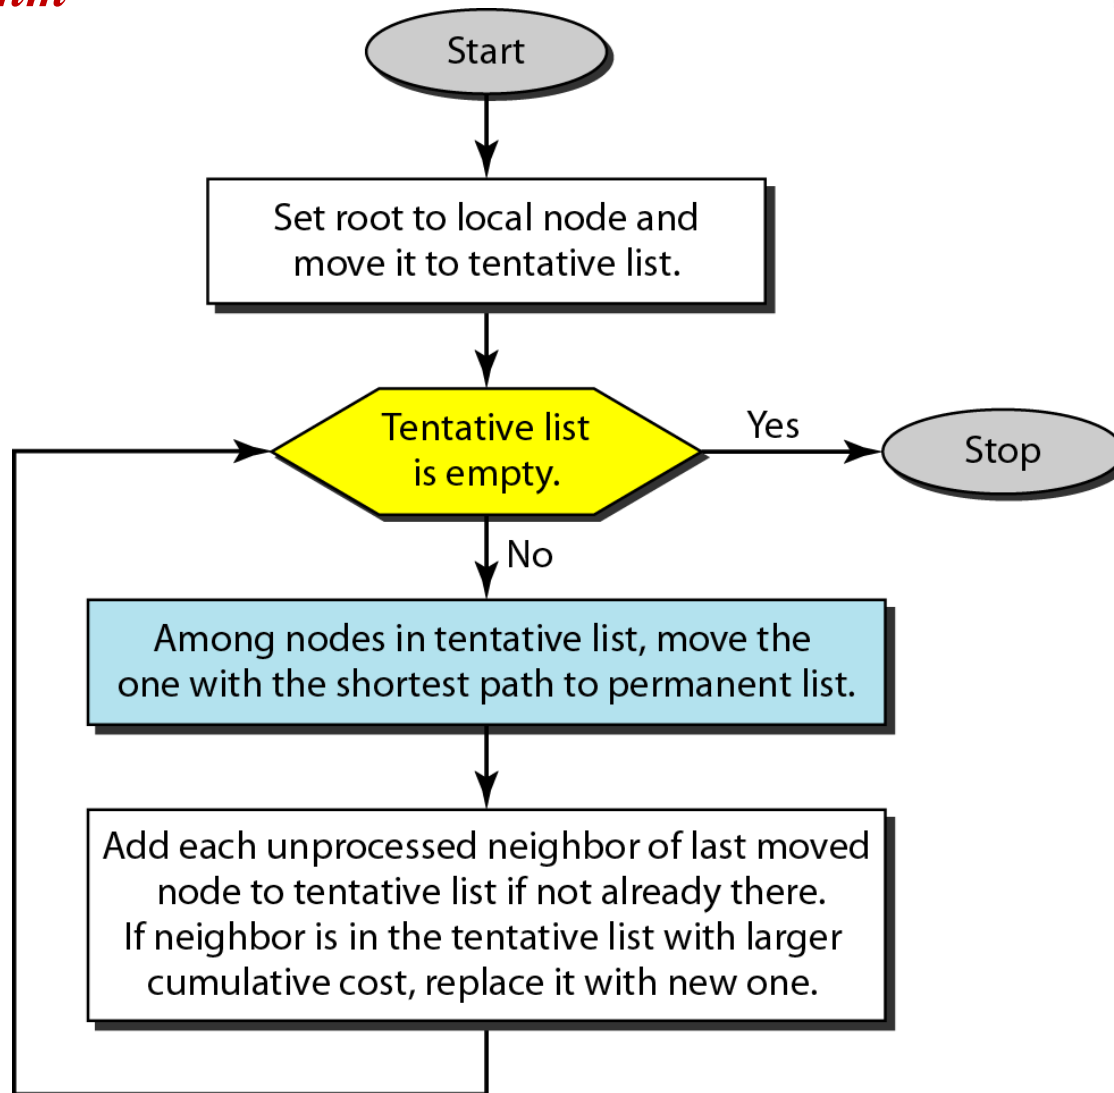 Start
Set root to local node and
move it to tentative list.
Tentative list
is empty.
Yes
Stop
No
Among nodes in tentative list, move the
one with the shortest path to permanent list.
Add each unprocessed neighbor of last moved
node to tentative list if not already there.
If neighbor is in the tentative list with larger
cumulative cost, replace it with new one.